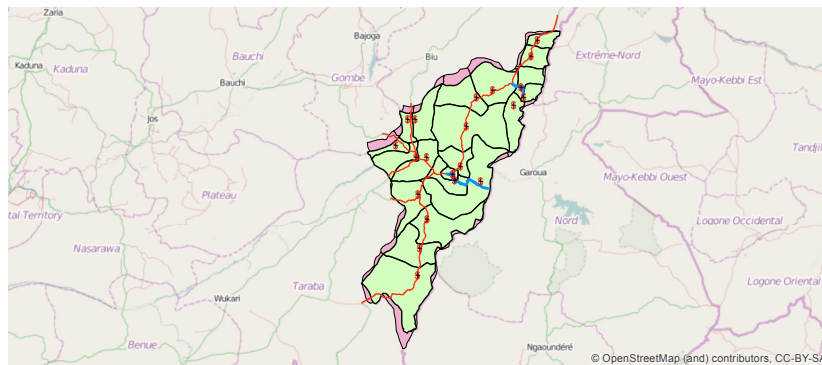 Zaria
Bajoga
Kaduna
Kaduna
Bauchi
Biu
Extrême-Nord
Gombe
Bauchi
Mayo-Kebbi Est
Jos
Tandjil
Garoua
Mayo-Kebbi Ouest
Plateau
tal Territory
Nord
Logone Occidental
Nasarawa
Taraba
Logone Oriental
Wukari
Benue
Ngaoundéré
© OpenStreetMap (and) contributors, CC-BY-SA